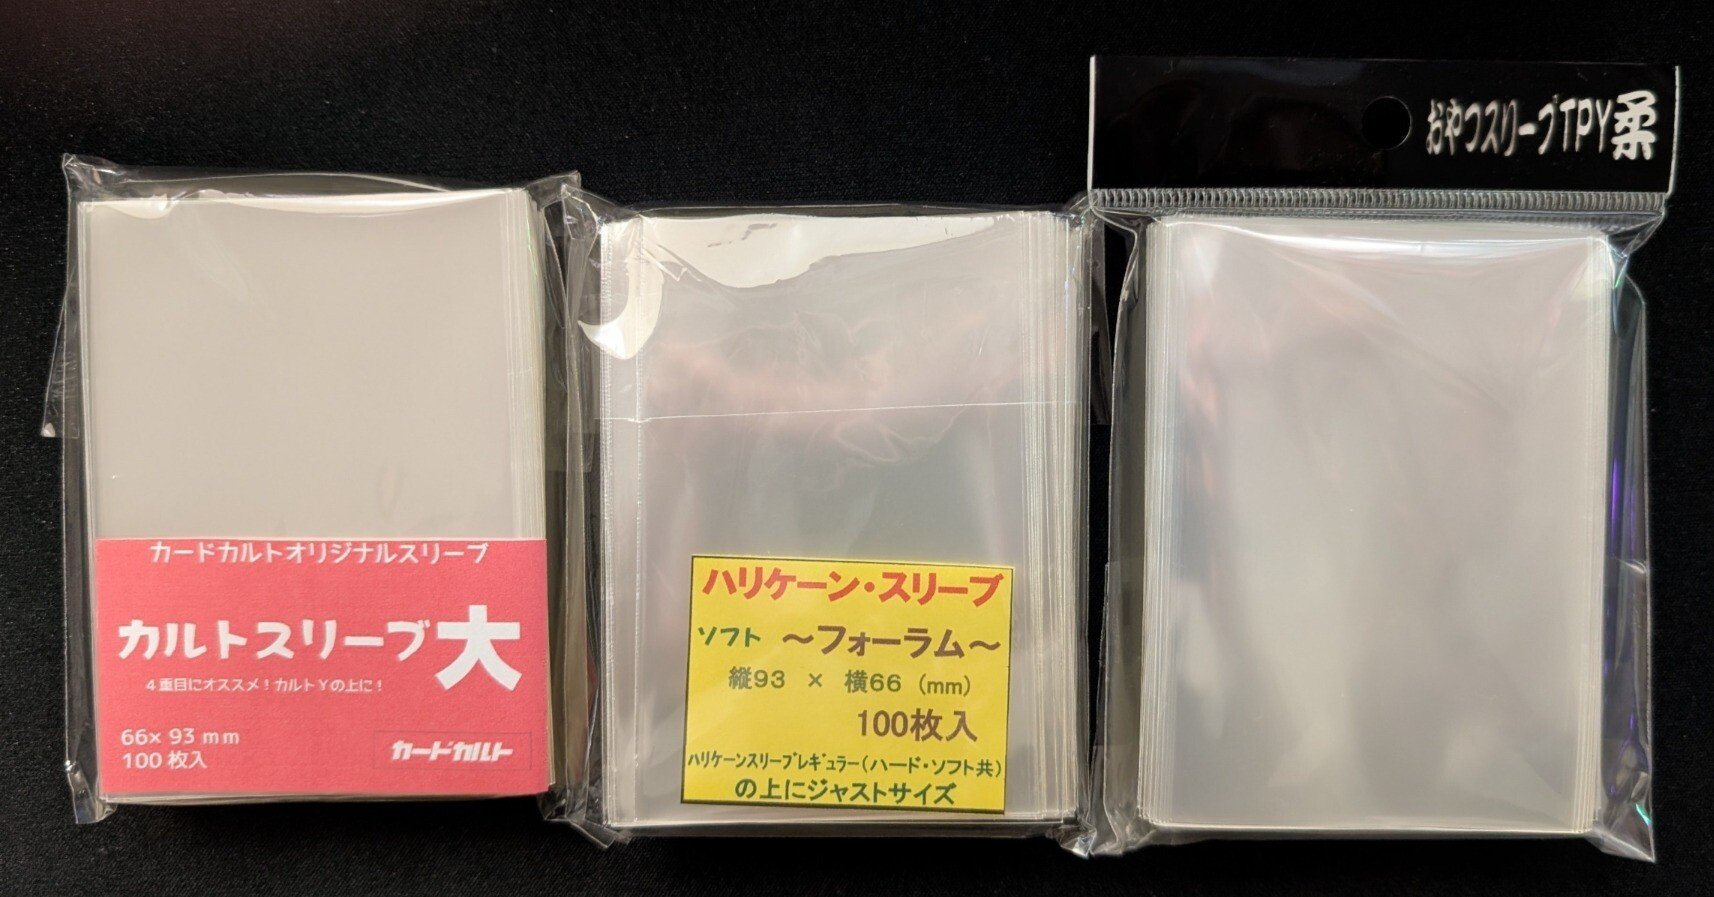 カードカルトオリジナルスリーブ
カルトスリーブ大
4重目にオススメ！カルトYの上に！
66× 93 mm
100 枚入
カードカルト
ハリケーン・スリーブ
ソフト ～フォーラム～
縦93 × 横66 (mm)
100枚入
ハリケーンスリーブレギュラー(ハード・ソフト共)
の上にジャストサイズ
おやつスリーブTPY柔